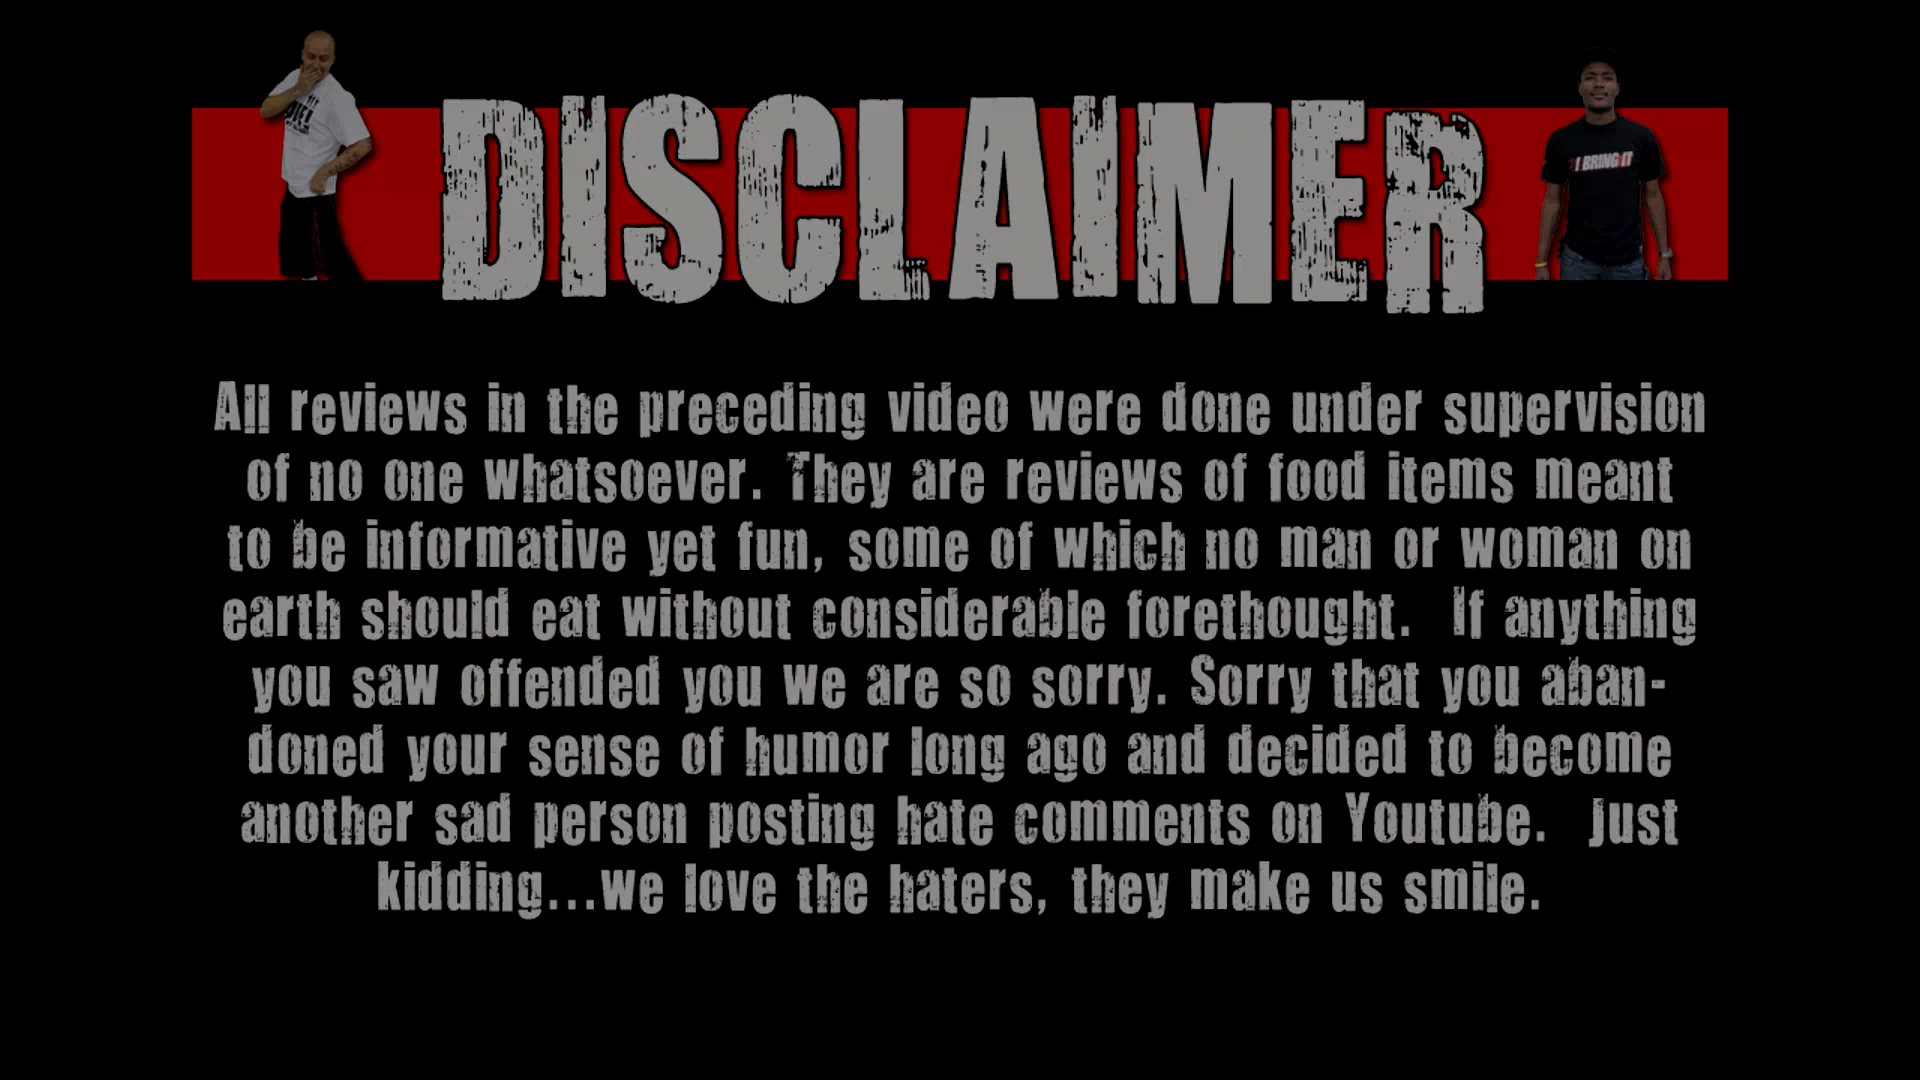 DISCLAIMER
I BRING IT
All reviews in the preceding video were done under supervision
of no one whatsoever. They are reviews of food items meant
to be informative yet fun, some of which no man or woman on
earth should eat without considerable forethought. If anything
you saw offended you we are so sorry. Sorry that you aban-
doned your sense of humor long ago and decided to become
another sad person posting hate comments on Youtube. Just
kidding...we love the haters, they make us smile.